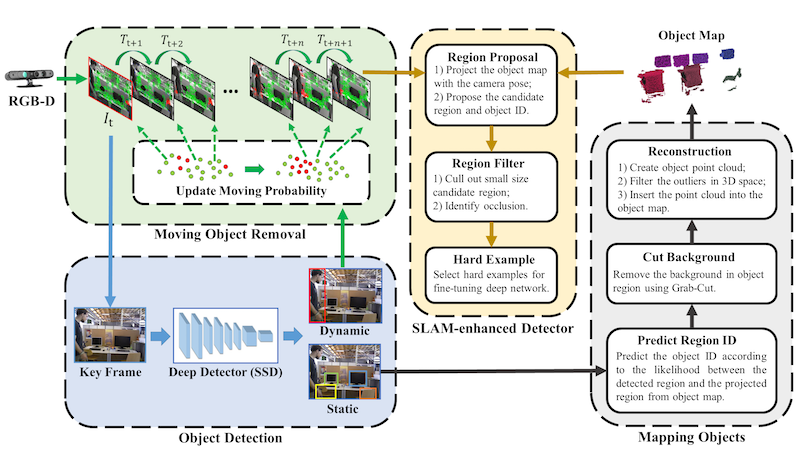 T_{t+1} T_{t+2} T_{t+n} T_{t+n+1}
RGB-D
I_t
...
Update Moving Probability
Moving Object Removal
Key Frame
Deep Detector (SSD)
Dynamic
Static
Object Detection
Region Proposal
1) Project the object map
with the camera pose;
2) Propose the candidate
region and object ID.
Region Filter
1) Cull out small size
candidate region;
2) Identify occlusion.
Hard Example
Select hard examples for
fine-tuning deep network.
SLAM-enhanced Detector
Object Map
Reconstruction
1) Create object point cloud;
2) Filter the outliers in 3D space;
3) Insert the point cloud into the
object map.
Cut Background
Remove the background in object
region using Grab-Cut.
Predict Region ID
Predict the object ID according
to the likelihood between the
detected region and the projected
region from object map.
Mapping Objects